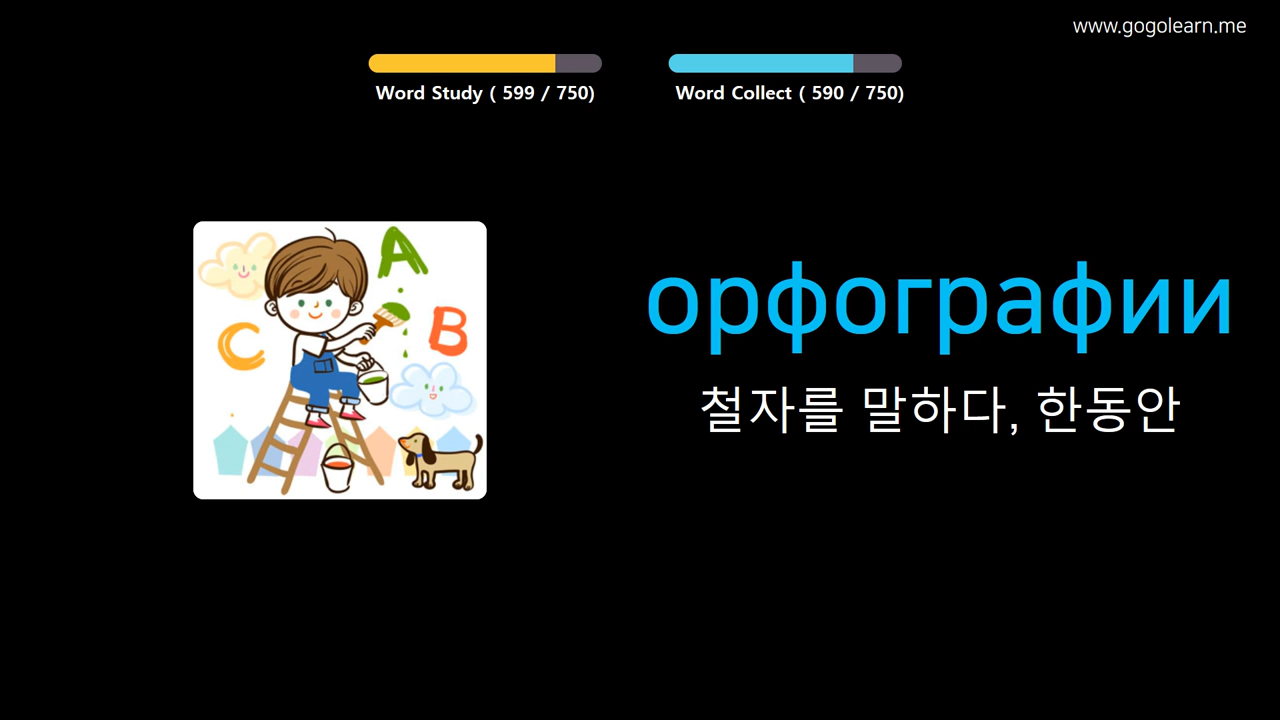 www.gogolearn.me
Word Study ( 599 / 750)
Word Collect ( 590 / 750)
A
B
C
орфографии
철자를 말하다, 한동안